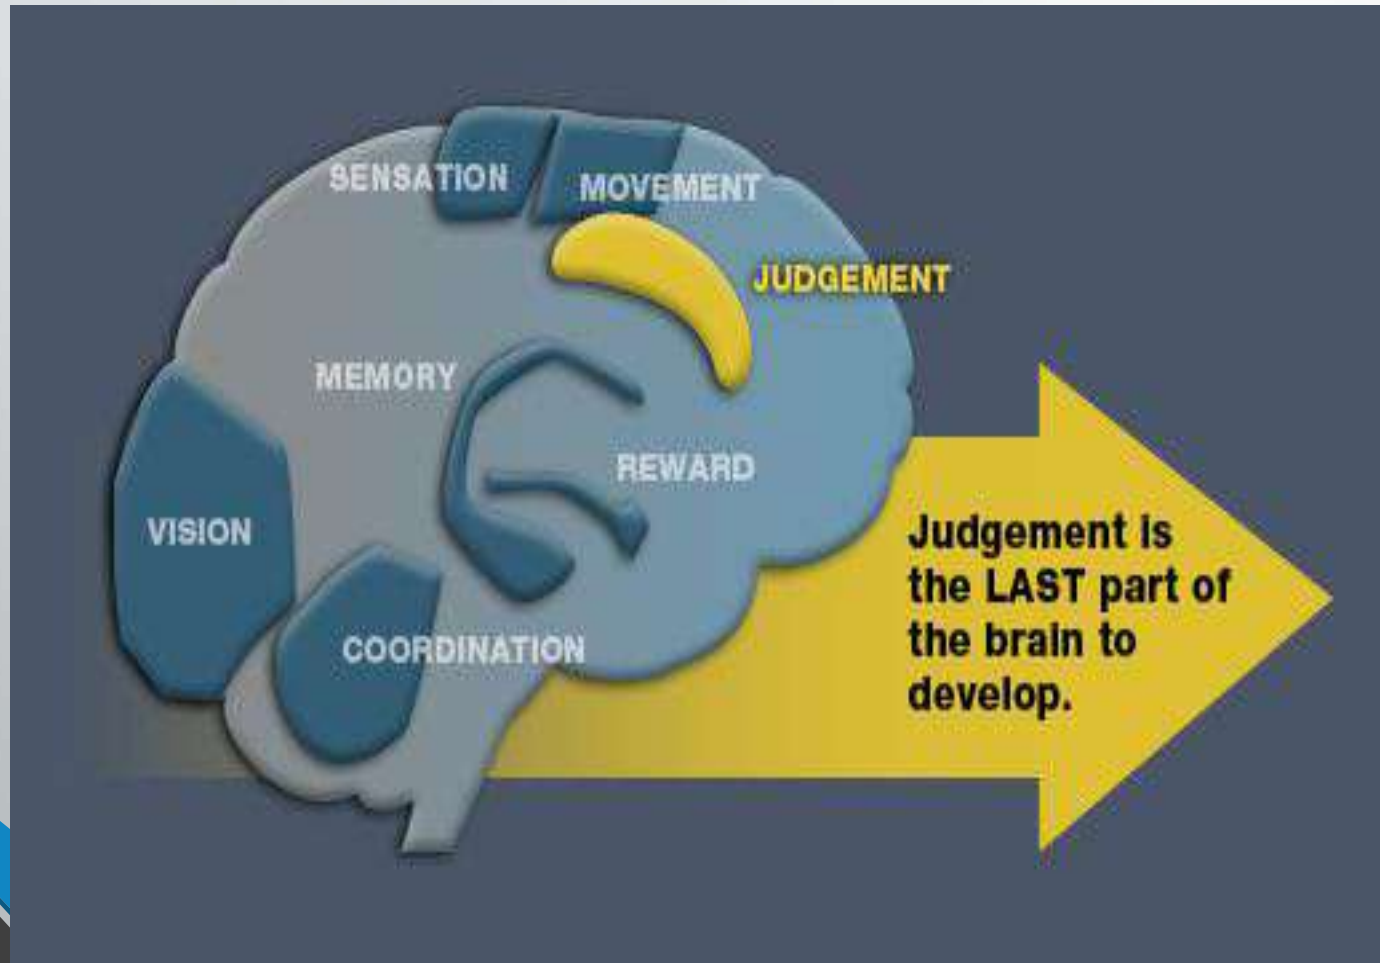 SENSATION
MOVEMENT
JUDGEMENT
MEMORY
REWARD
VISION
COORDINATION
Judgement is
the LAST part of
the brain to
develop.